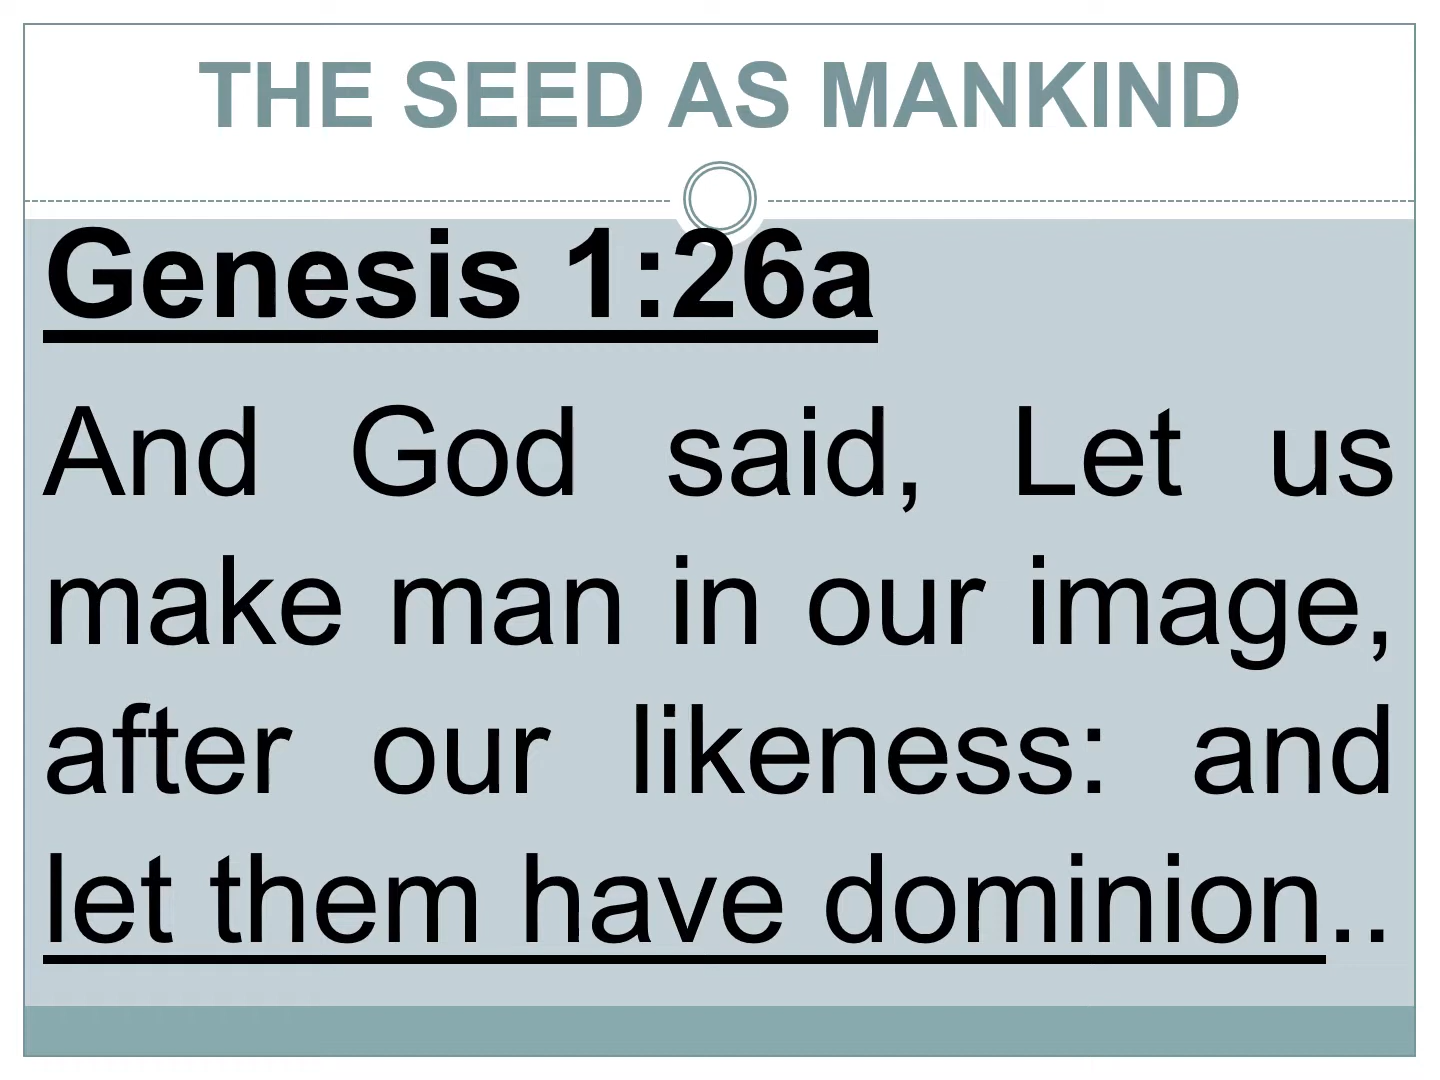 THE SEED AS MANKIND
Genesis 1:26a
And God said, Let us
make man in our image,
after our likeness: and
let them have dominion..